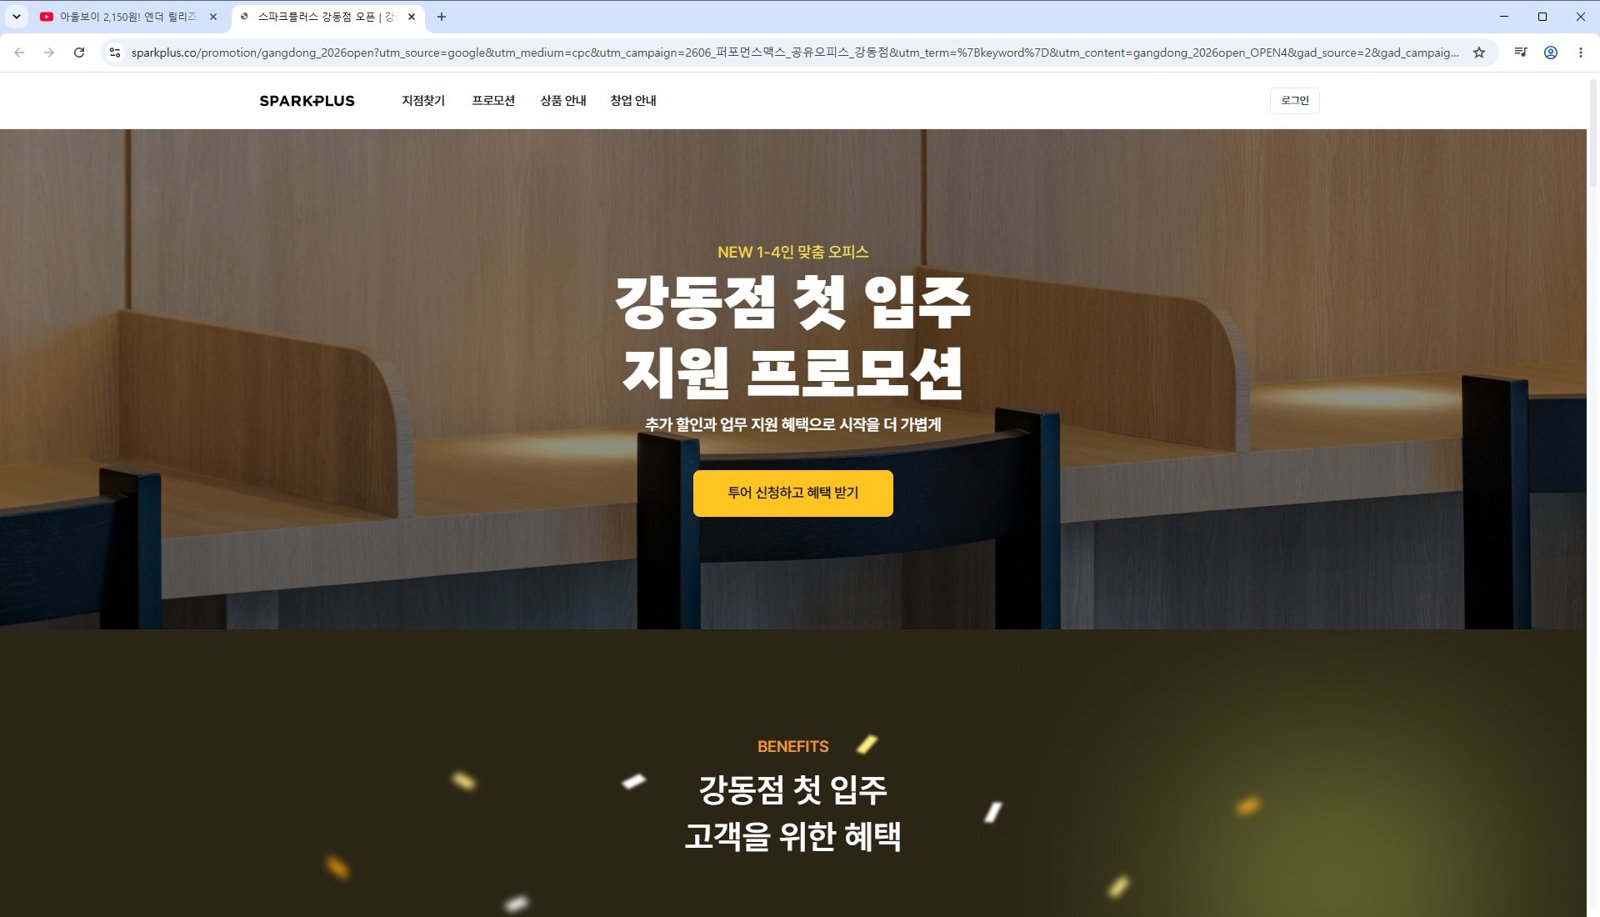 아울보이 2,150원! 엔더 릴리즈
스파크플러스 강동점 오픈 | 강
sparkplus.co/promotion/gangdong_2026open?utm_source=google&utm_medium=cpc&utm_campaign=2606_퍼포먼스맥스_공유오피스_강동점&utm_term=%7Bkeyword%7D&utm_content=gangdong_2026open_OPEN4&gad_source=2&gad_campaig...
SPARKPLUS
지점찾기
프로모션
상품 안내
창업 안내
로그인
NEW 1-4인 맞춤 오피스
강동점 첫 입주
지원 프로모션
추가 할인과 업무 지원 혜택으로 시작을 더 가볍게
투어 신청하고 혜택 받기
BENEFITS
강동점 첫 입주
고객을 위한 혜택